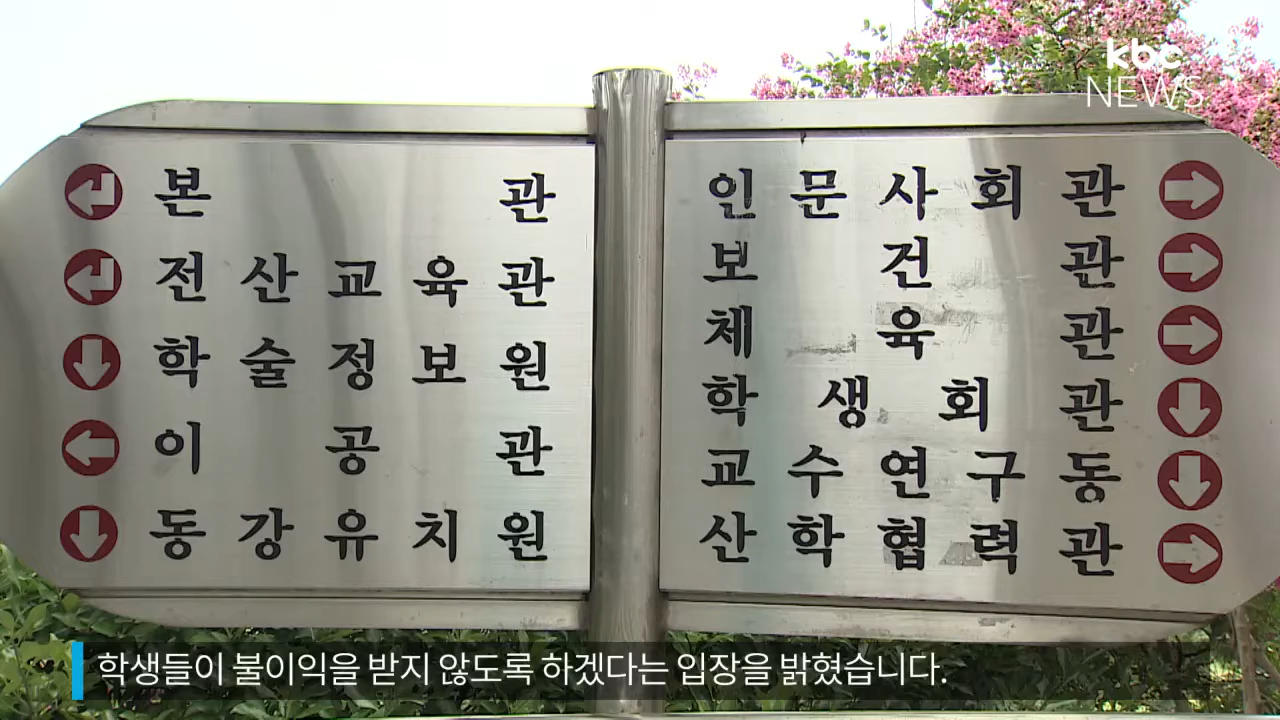 kbc
NEWS
본관
전산교육관
학술정보원
이공관
동강유치원
인문사회관
보건관
체육관
학생회관
교수연구동
산학협력관
학생들이 불이익을 받지 않도록 하겠다는 입장을 밝혔습니다.